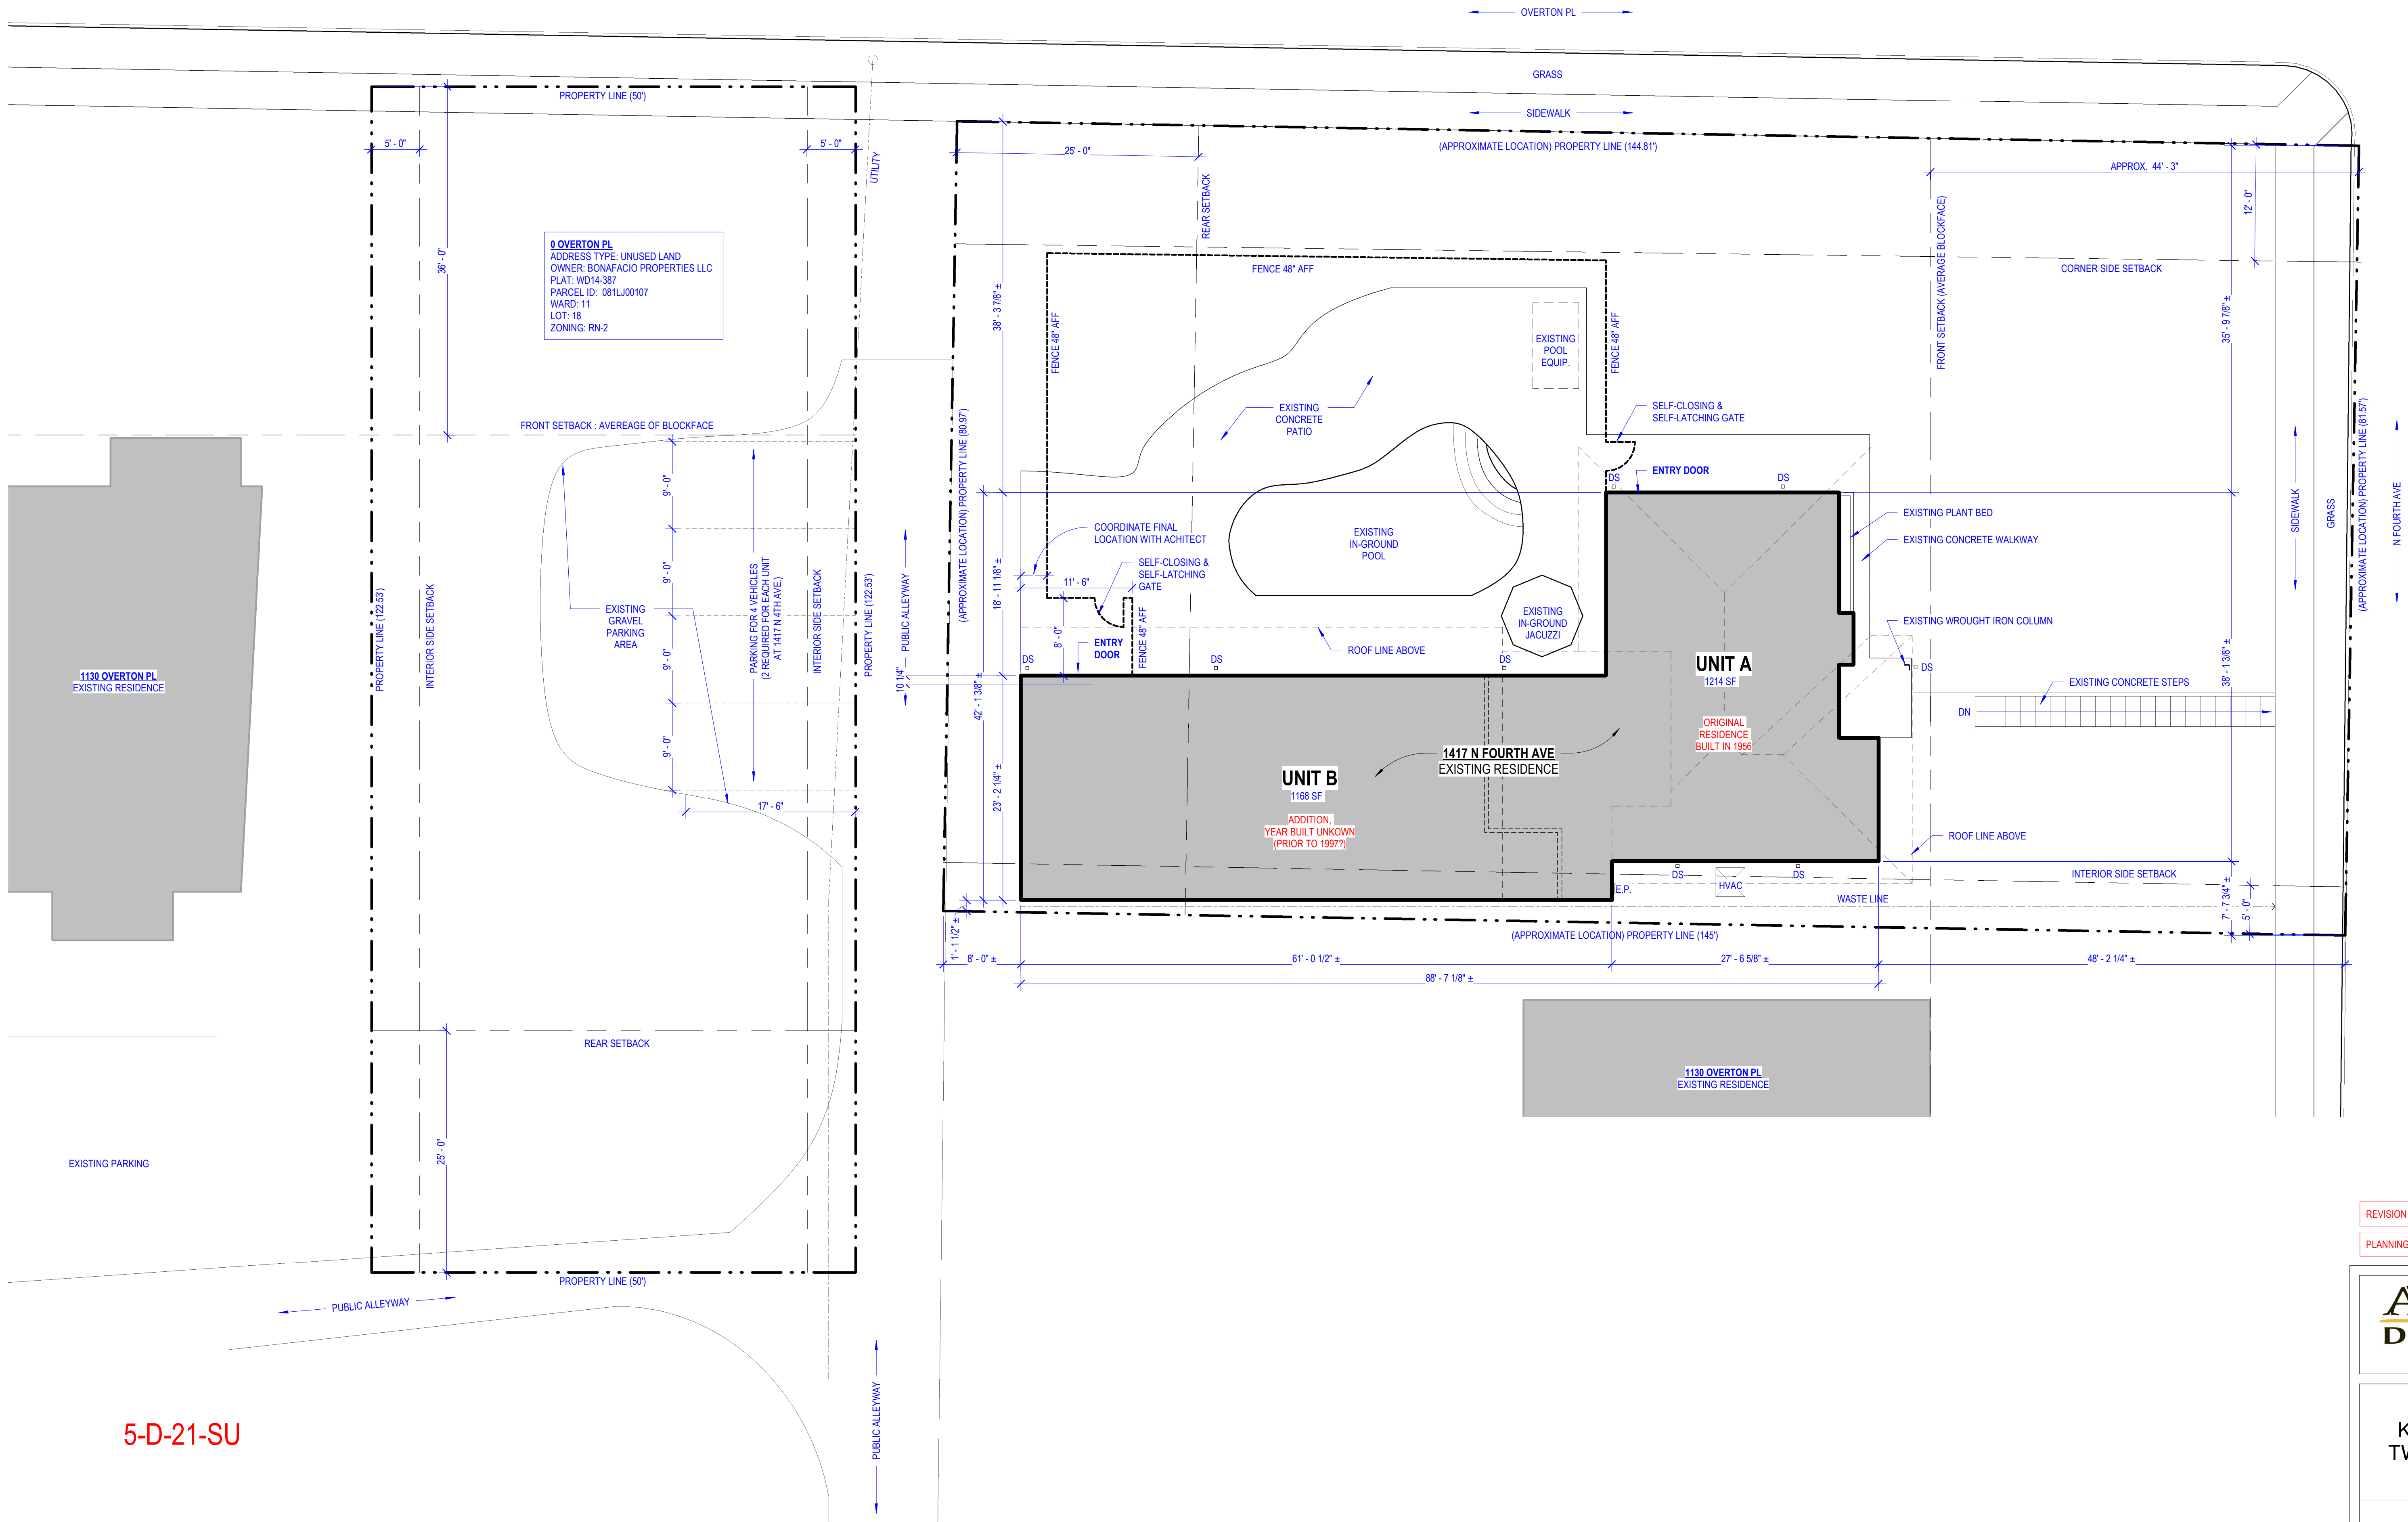 OVERTON PL
GRASS
SIDEWALK
PROPERTY LINE (50')
(APPROXIMATE LOCATION) PROPERTY LINE (144.81')
5' - 0"
5' - 0"
25' - 0"
APPROX. 44' - 3"
UTILITY
REAR SETBACK
12' - 0"
0 OVERTON PL
ADDRESS TYPE: UNUSED LAND
OWNER: BONAFACIO PROPERTIES LLC
PLAT: WD14-387
PARCEL ID: 081LJ00107
WARD: 11
LOT: 18
ZONING: RN-2
36' - 0"
FENCE 48" AFF
FRONT SETBACK (AVERAGE BLOCKFACE)
CORNER SIDE SETBACK
38' - 3 7/8" ±
35' - 9 7/8" ±
FENCE 48" AFF
FENCE 48" AFF
EXISTING
POOL
EQUIP.
EXISTING
CONCRETE
PATIO
SELF-CLOSING &
SELF-LATCHING GATE
(APPROXIMATE LOCATION) PROPERTY LINE (80.97')
(APPROXIMATE LOCATION) PROPERTY LINE (81.57')
FRONT SETBACK : AVEREAGE OF BLOCKFACE
ENTRY DOOR
DS
DS
SIDEWALK
GRASS
N FOURTH AVE
9' - 0"
9' - 0"
9' - 0"
9' - 0"
COORDINATE FINAL
LOCATION WITH ACHITECT
EXISTING
IN-GROUND
POOL
EXISTING PLANT BED
EXISTING CONCRETE WALKWAY
SELF-CLOSING &
SELF-LATCHING
GATE
11' - 6"
18' - 11 1/8" ±
PROPERTY LINE (122.53')
INTERIOR SIDE SETBACK
EXISTING
GRAVEL
PARKING
AREA
PARKING FOR 4 VEHICLES
(2 REQUIRED FOR EACH UNIT
AT 1417 N 4TH AVE.)
INTERIOR SIDE SETBACK
PROPERTY LINE (122.53')
PUBLIC ALLEYWAY
10 1/4"
8' - 0"
FENCE 48" AFF
ENTRY
DOOR
EXISTING
IN-GROUND
JACUZZI
EXISTING WROUGHT IRON COLUMN
ROOF LINE ABOVE
DS
DS
DS
DS
1130 OVERTON PL
EXISTING RESIDENCE
UNIT A
1214 SF
38' - 1 3/8" ±
EXISTING CONCRETE STEPS
DN
42' - 1 3/8" ±
ORIGINAL
RESIDENCE
BUILT IN 1956
1417 N FOURTH AVE
EXISTING RESIDENCE
UNIT B
1168 SF
ADDITION,
YEAR BUILT UNKOWN
(PRIOR TO 1997?)
23' - 2 1/4" ±
17' - 6"
ROOF LINE ABOVE
DS
DS
HVAC
E.P.
INTERIOR SIDE SETBACK
WASTE LINE
7' - 7 3/4" ±
5' - 0"
(APPROXIMATE LOCATION) PROPERTY LINE (145')
1' - 1 1/2" ±
8' - 0" ±
61' - 0 1/2" ±
27' - 6 5/8" ±
48' - 2 1/4" ±
88' - 7 1/8" ±
REAR SETBACK
1130 OVERTON PL
EXISTING RESIDENCE
25' - 0"
EXISTING PARKING
PROPERTY LINE (50')
PUBLIC ALLEYWAY
PUBLIC ALLEYWAY
5-D-21-SU
REVISION
PLANNING